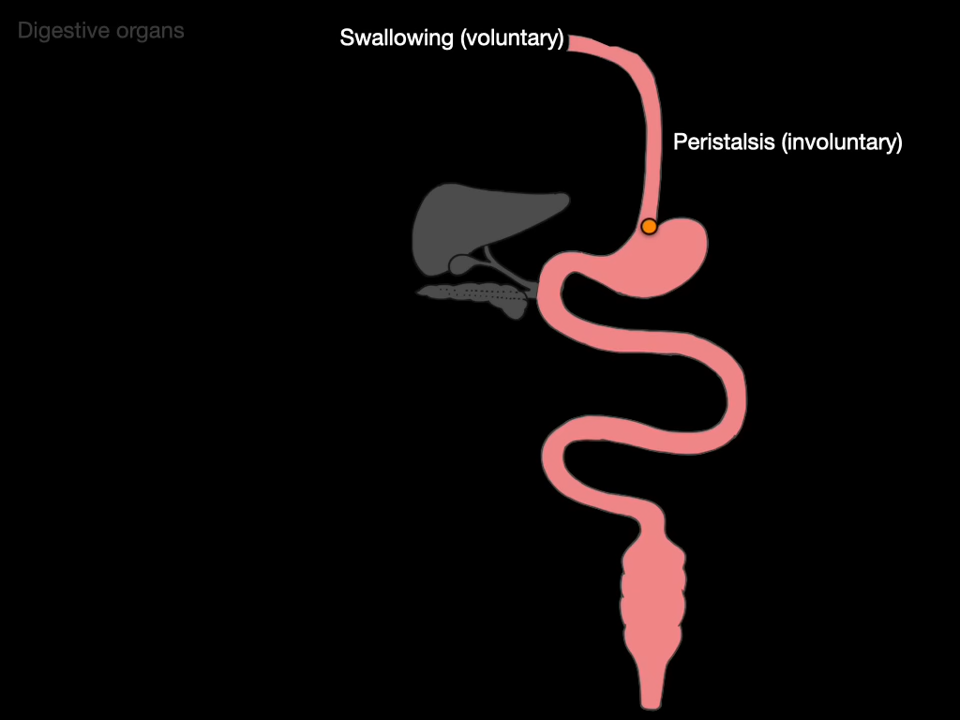 Digestive organs
Swallowing (voluntary)
Peristalsis (involuntary)